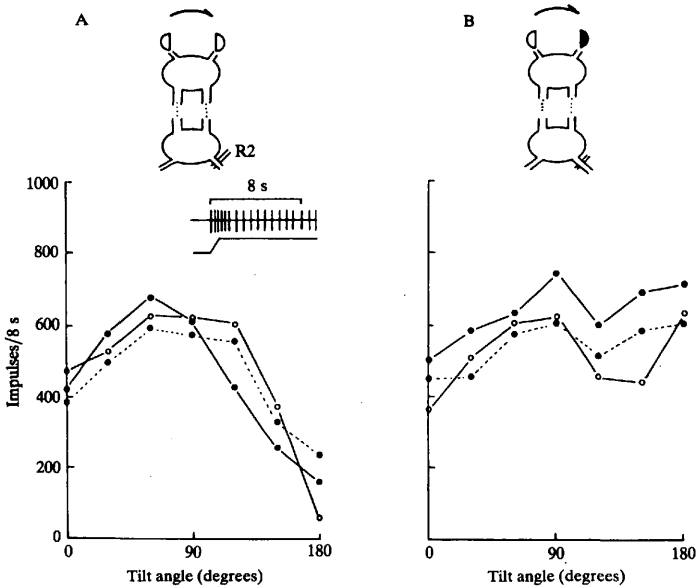 A
B
R2
8 s
1000
800
600
400
200
0
Impulses/8 s
0
90
180
Tilt angle (degrees)
0
90
180
Tilt angle (degrees)